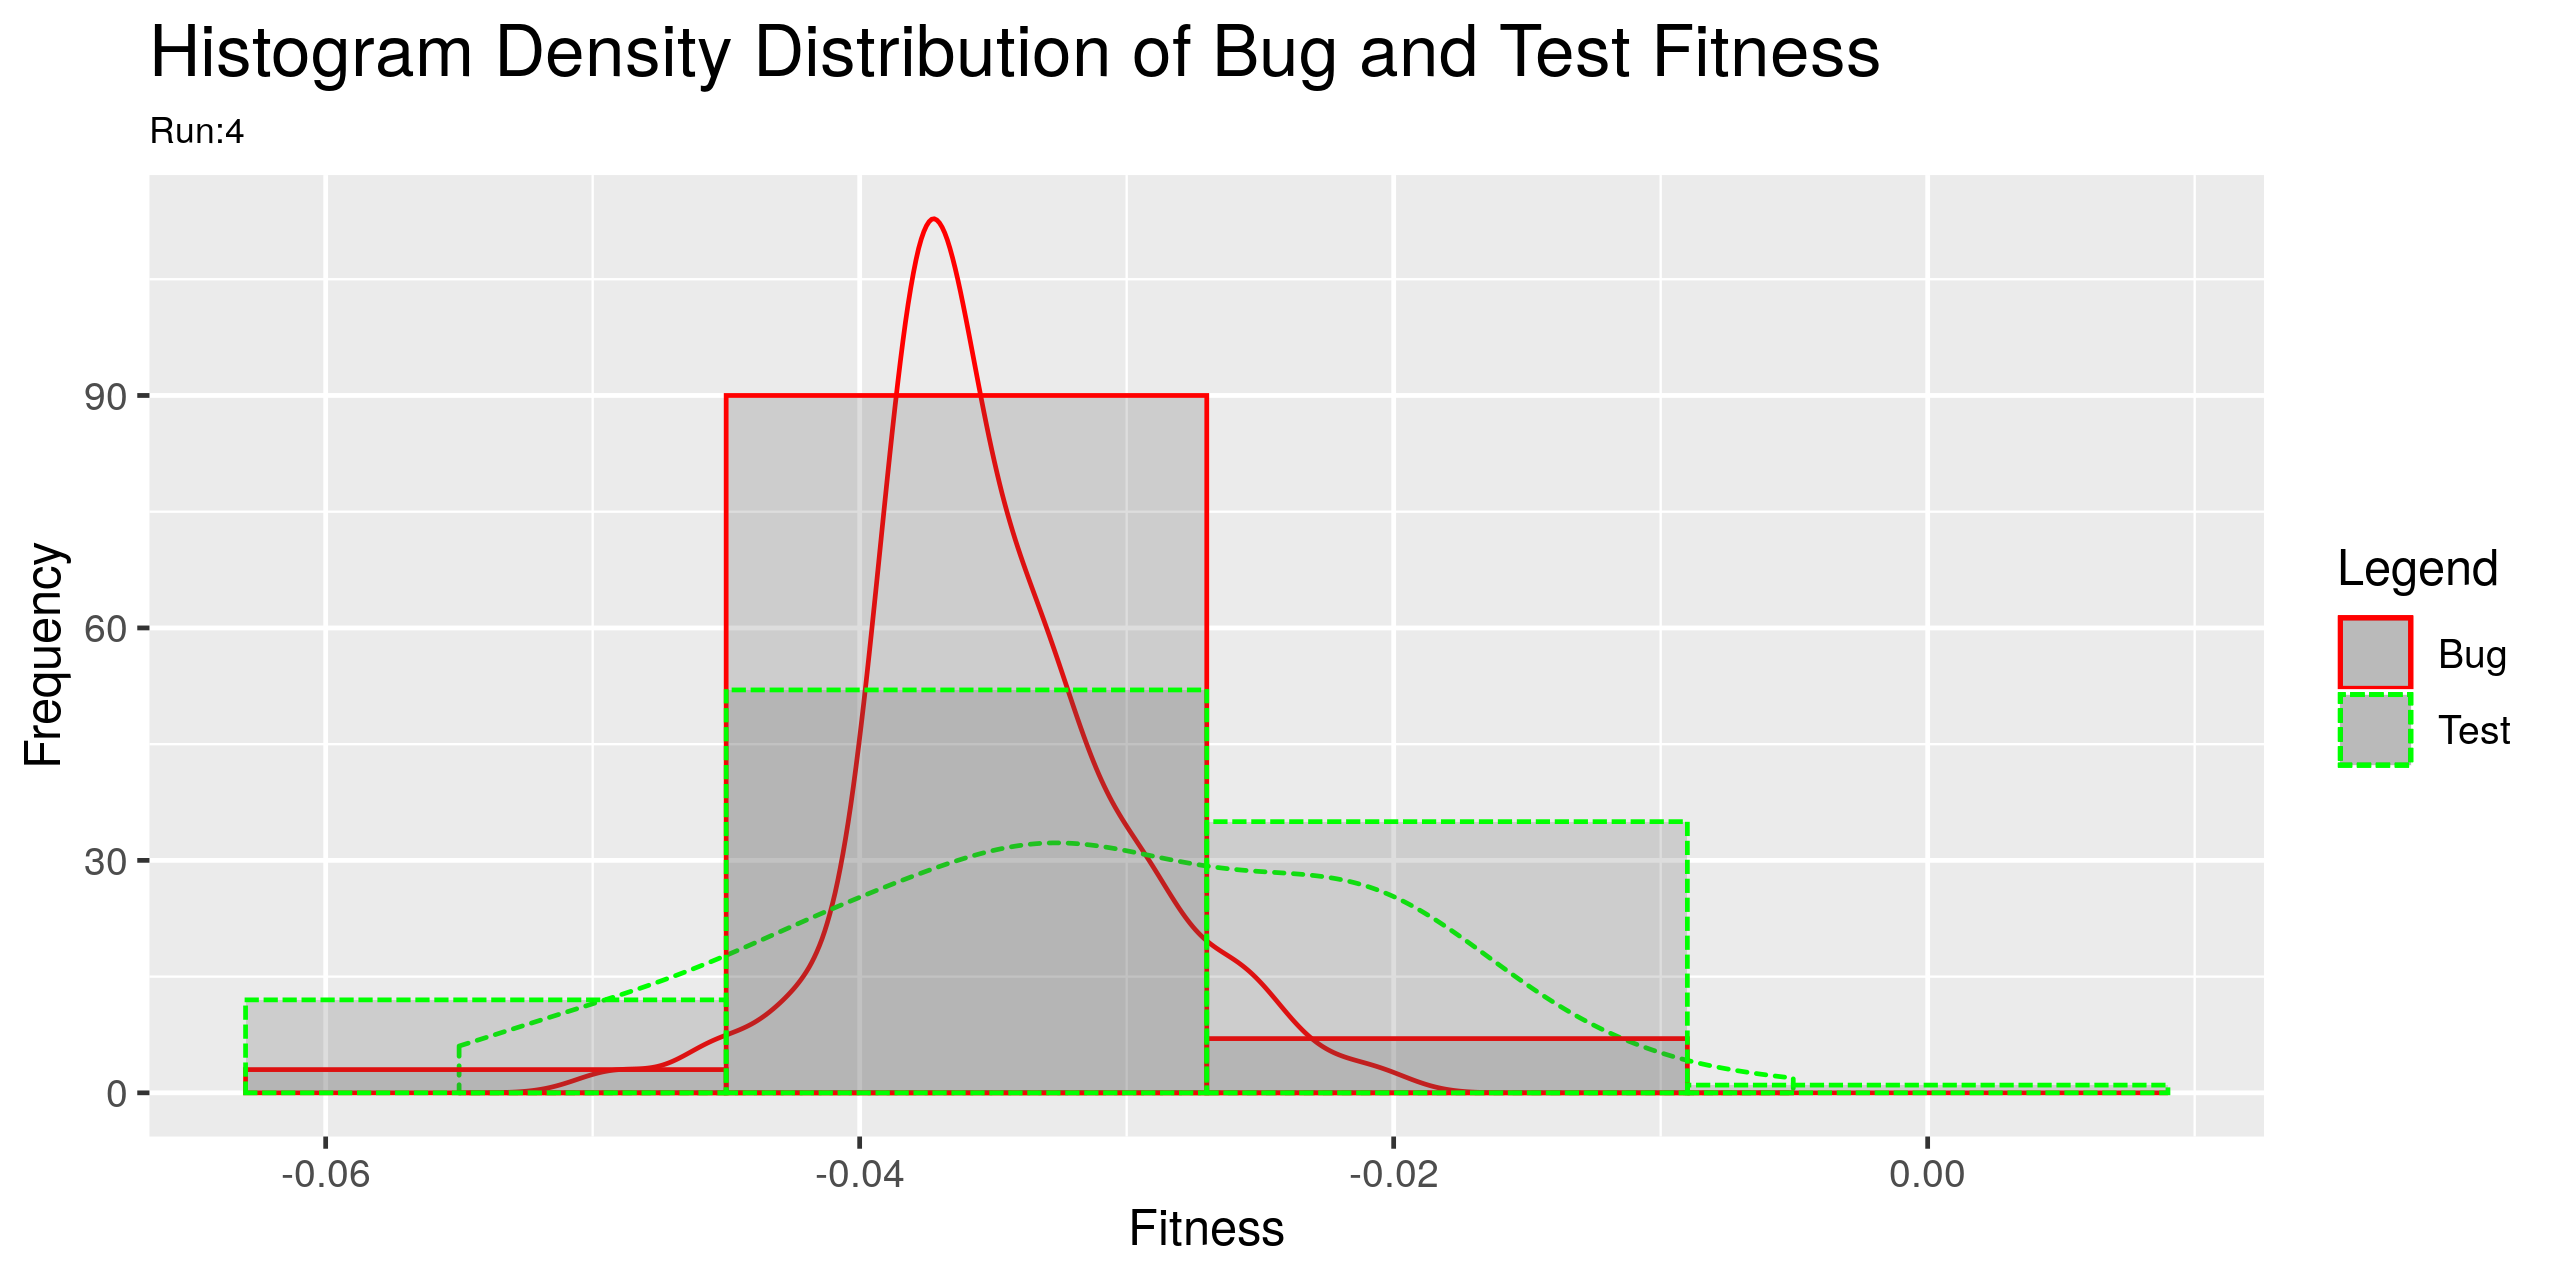 Histogram Density Distribution of Bug and Test Fitness
Run:4
Frequency
90
60
30
0
-0.06
-0.04
-0.02
0.00
Fitness
Legend
Bug
Test